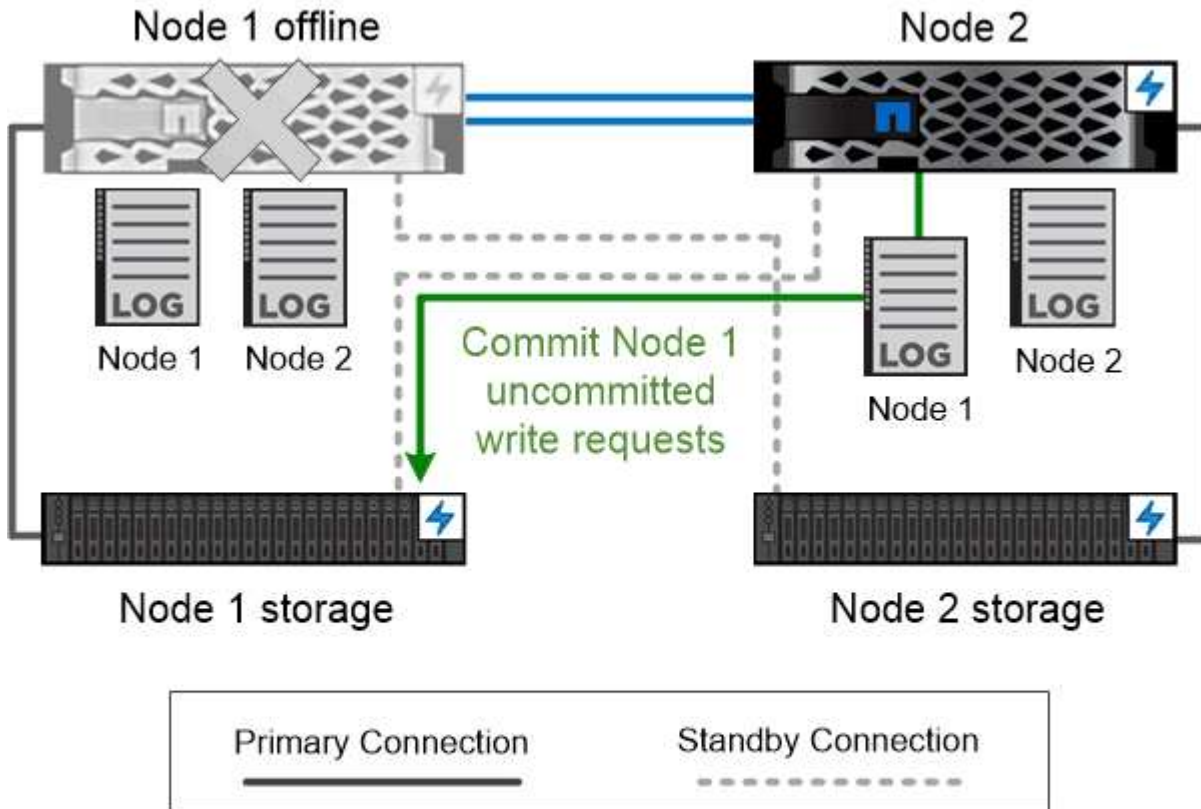 Node 1 offline
Node 2
LOG
LOG
LOG
LOG
Node 1
Node 2
Node 1
Node 2
Commit Node 1
uncommitted
write requests
Node 1 storage
Node 2 storage
Primary Connection
Standby Connection